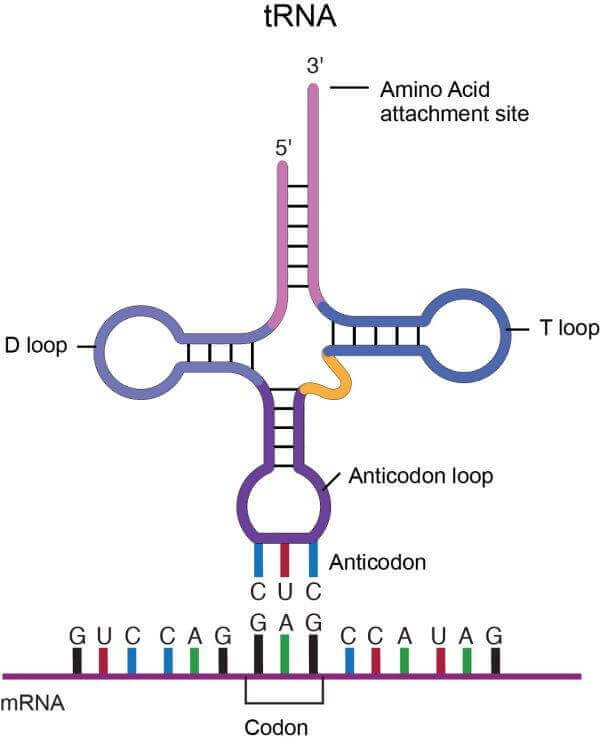 tRNA
3'
Amino Acid
attachment site
5'
D loop
T loop
Anticodon loop
Anticodon
C U C
G U C C A G G A G C C A U A G
mRNA
Codon